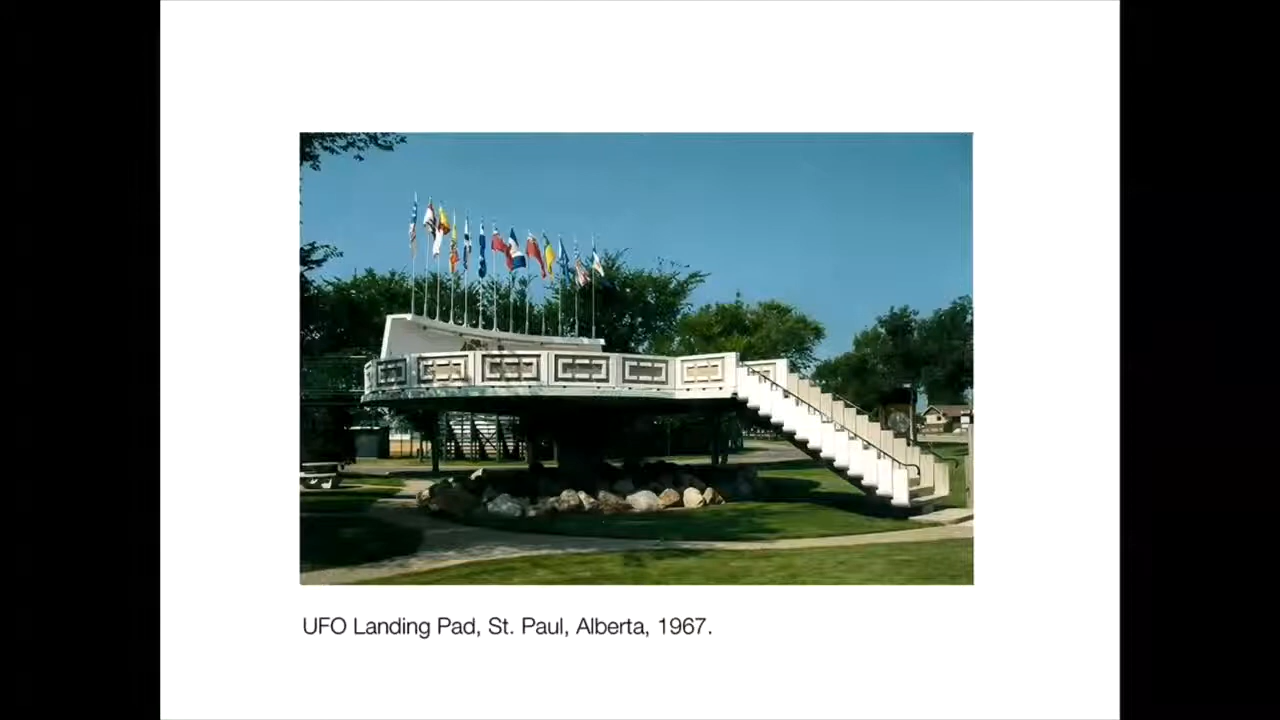 UFO Landing Pad, St. Paul, Alberta, 1967.